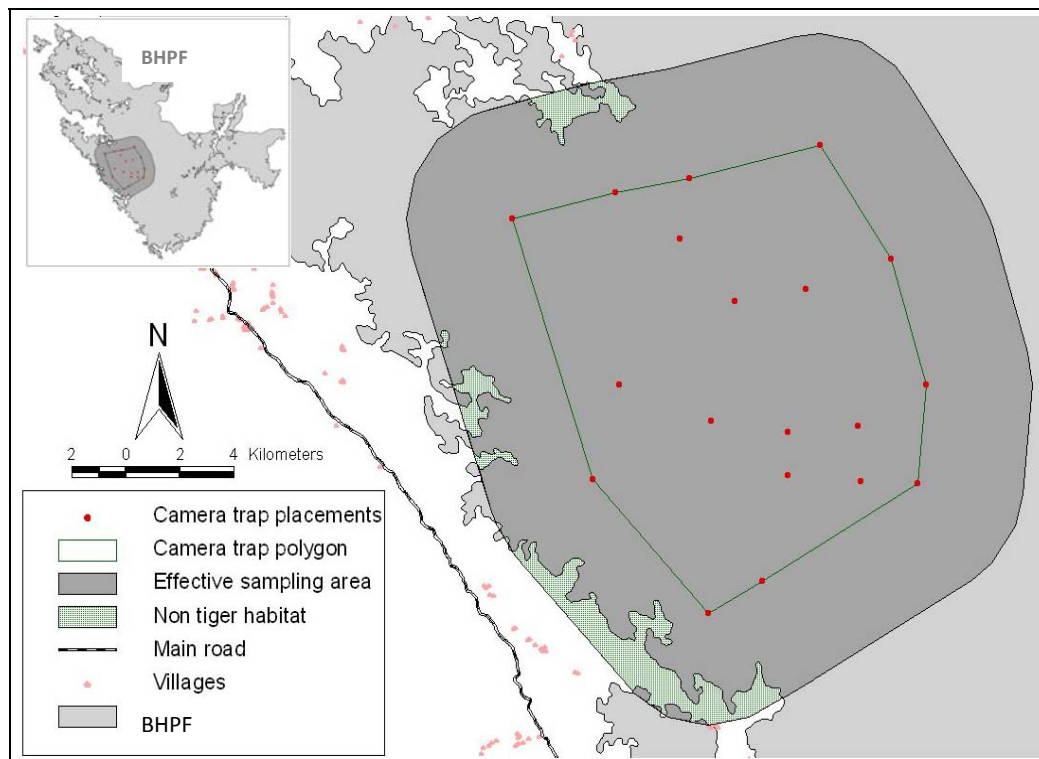 BHPF
N
2 0 2 4 Kilometers
Camera trap placements
Camera trap polygon
Effective sampling area
Non tiger habitat
Main road
Villages
BHPF